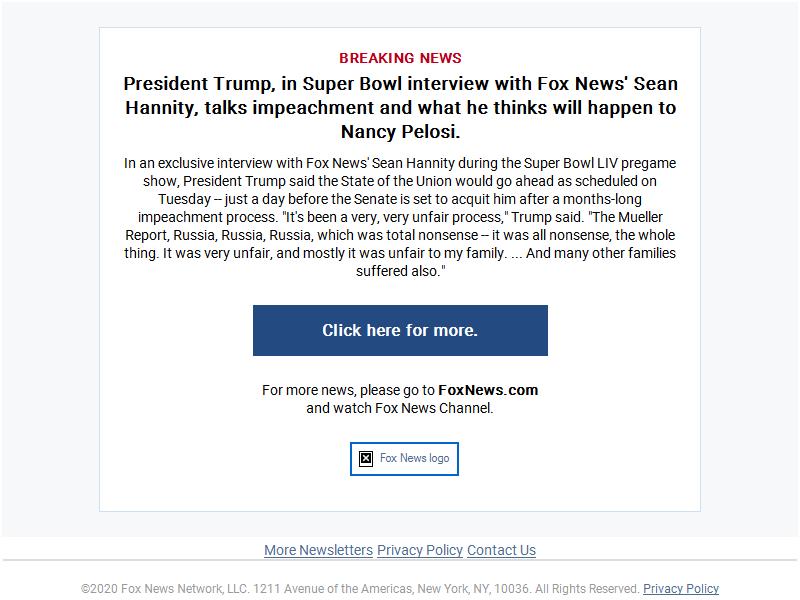 BREAKING NEWS
President Trump, in Super Bowl interview with Fox News' Sean
Hannity, talks impeachment and what he thinks will happen to
Nancy Pelosi.
In an exclusive interview with Fox News' Sean Hannity during the Super Bowl LIV pregame
show, President Trump said the State of the Union would go ahead as scheduled on
Tuesday -- just a day before the Senate is set to acquit him after a months-long
impeachment process. "It's been a very, very unfair process," Trump said. "The Mueller
Report, Russia, Russia, Russia, which was total nonsense -- it was all nonsense, the whole
thing. It was very unfair, and mostly it was unfair to my family. ... And many other families
suffered also."
Click here for more.
For more news, please go to FoxNews.com
and watch Fox News Channel.
Fox News logo
More Newsletters Privacy Policy Contact Us
©2020 Fox News Network, LLC. 1211 Avenue of the Americas, New York, NY, 10036. All Rights Reserved. Privacy Policy